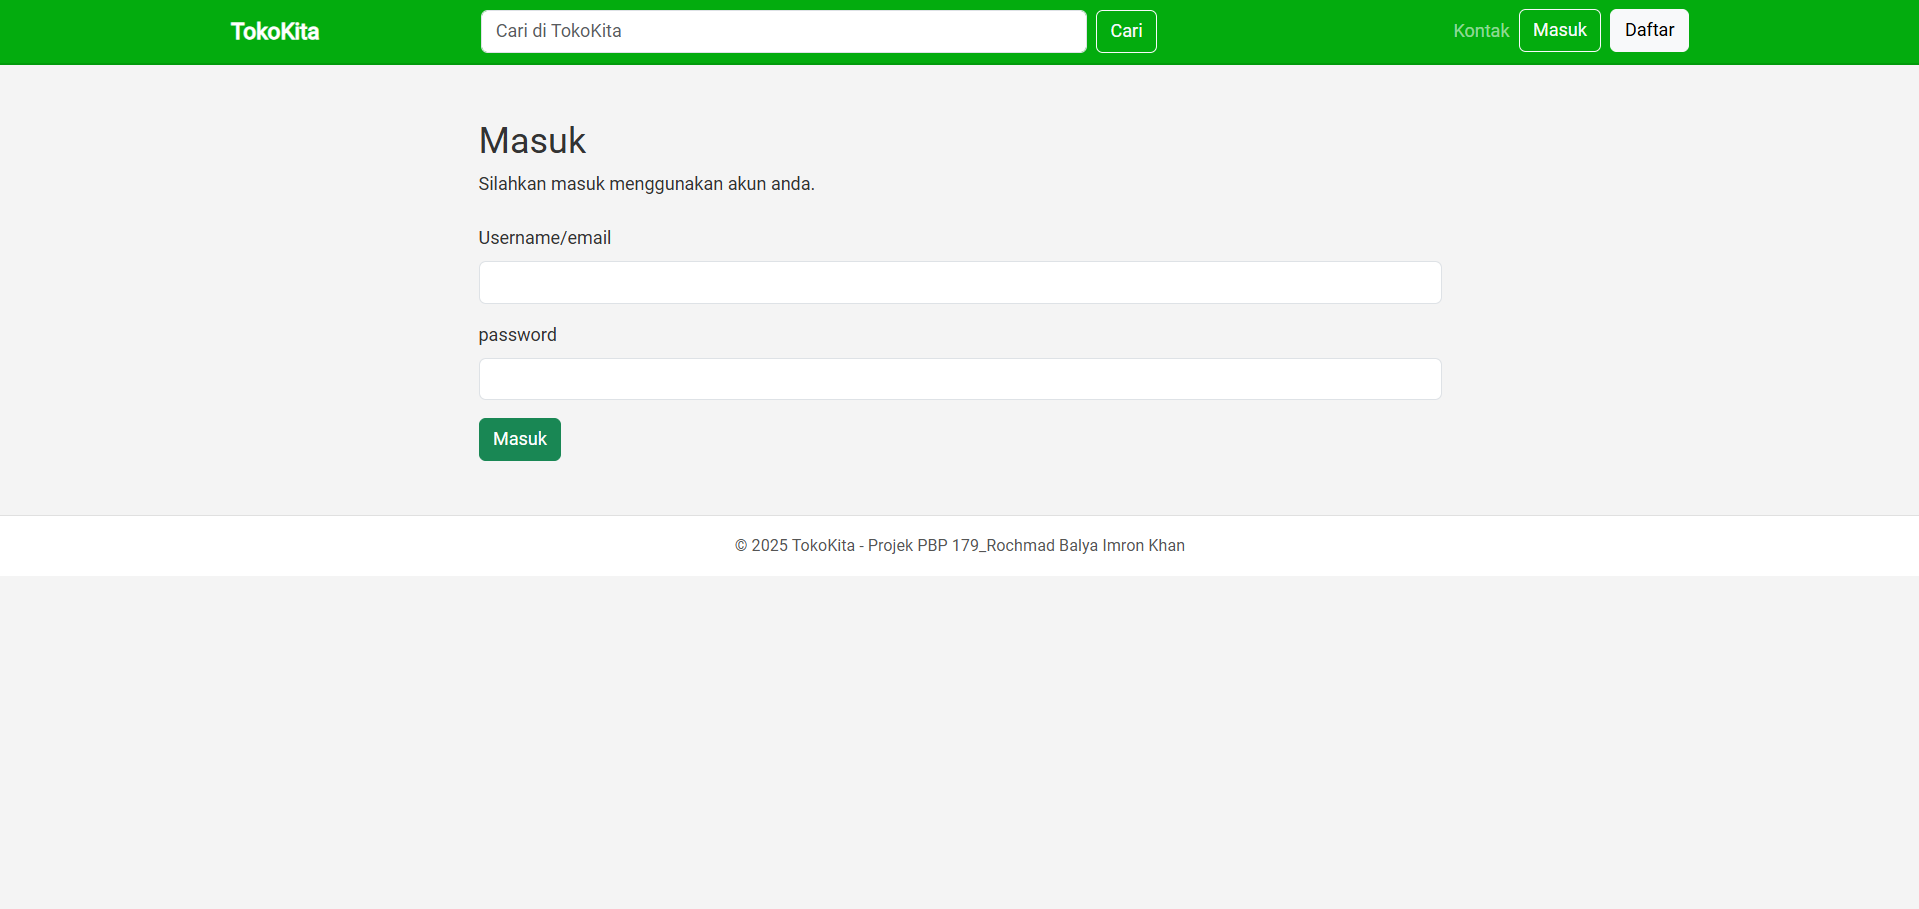 TokoKita
Cari di TokoKita
Cari
Kontak
Masuk
Daftar
Masuk
Silahkan masuk menggunakan akun anda.
Username/email
password
Masuk
© 2025 TokoKita - Projek PBP 179_Rochmad Balya Imron Khan